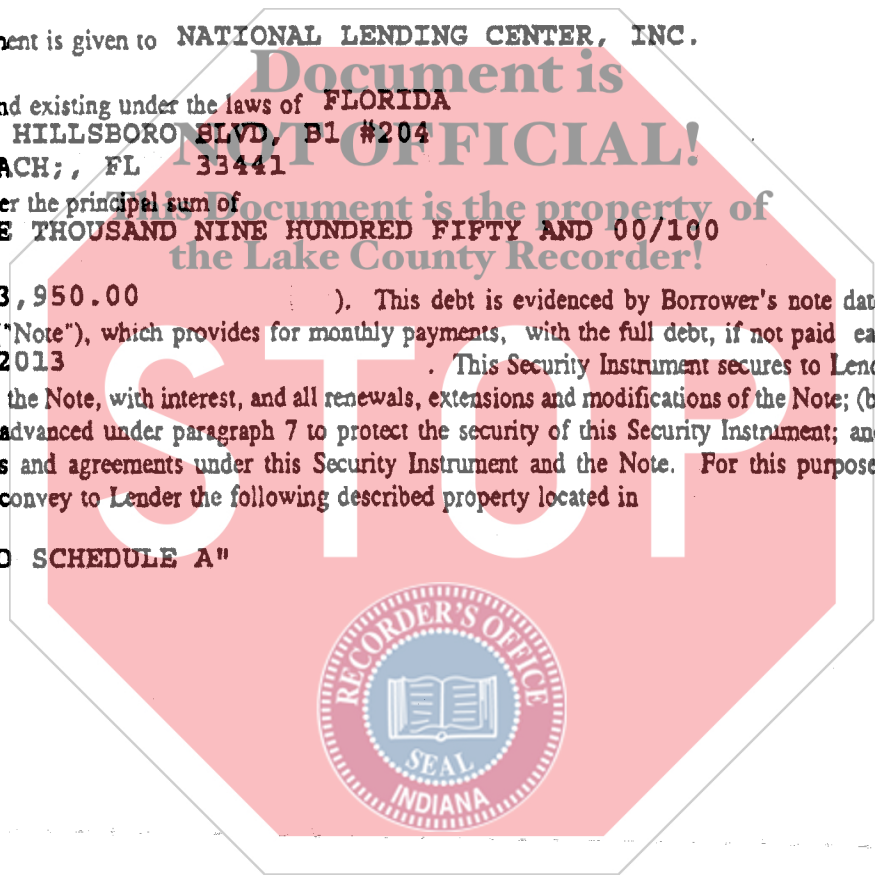 ent is given to NATIONAL LENDING CENTER, INC.
Document is
nd existing under the laws of FLORIDA
HILLSBORO BLVD, B1 #204
NOT OFFICIAL!
ACH;, FL 33441
er the principal sum of
This Document is the property of
E THOUSAND NINE HUNDRED FIFTY AND 00/100
the Lake County Recorder!
3,950.00 ). This debt is evidenced by Borrower's note dat
("Note"), which provides for monthly payments, with the full debt, if not paid ea
2013 . This Security Instrument secures to Lend
the Note, with interest, and all renewals, extensions and modifications of the Note; (b
advanced under paragraph 7 to protect the security of this Security Instrument; an
s and agreements under this Security Instrument and the Note. For this purpose
convey to Lender the following described property located in
STOP
O SCHEDULE A"
RECORDER'S OFFICE
SEAL
INDIANA